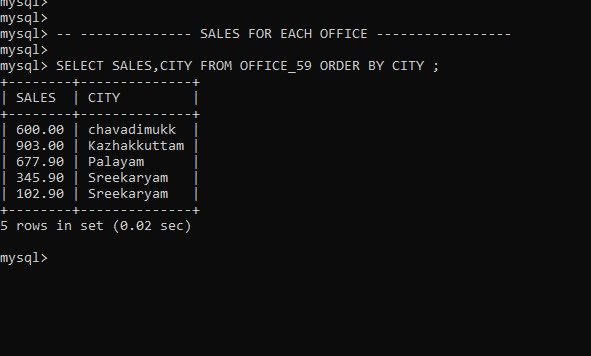 mysql>
mysql>
mysql> -- -------------- SALES FOR EACH OFFICE -----------------
mysql>
mysql> SELECT SALES,CITY FROM OFFICE_59 ORDER BY CITY ;
+--------+--------------+
| SALES  | CITY         |
+--------+--------------+
| 600.00 | chavadimukk  |
| 903.00 | Kazhakkuttam |
| 677.90 | Palayam      |
| 345.90 | Sreekaryam   |
| 102.90 | Sreekaryam   |
+--------+--------------+
5 rows in set (0.02 sec)
mysql>